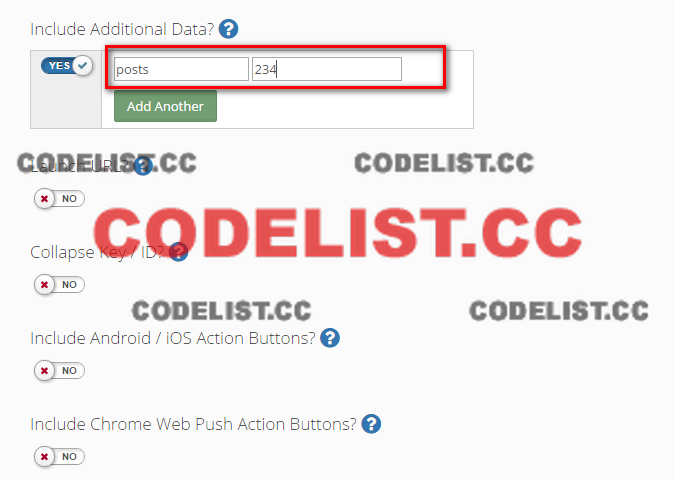 Include Additional Data? ?
YES posts 234
Add Another
Launch URL? ?
CODELIST.CC CODELIST.CC
NO
CODELIST.CC
Collapse Key / ID? ?
NO
CODELIST.CC CODELIST.CC
Include Android / iOS Action Buttons? ?
NO
Include Chrome Web Push Action Buttons? ?
NO